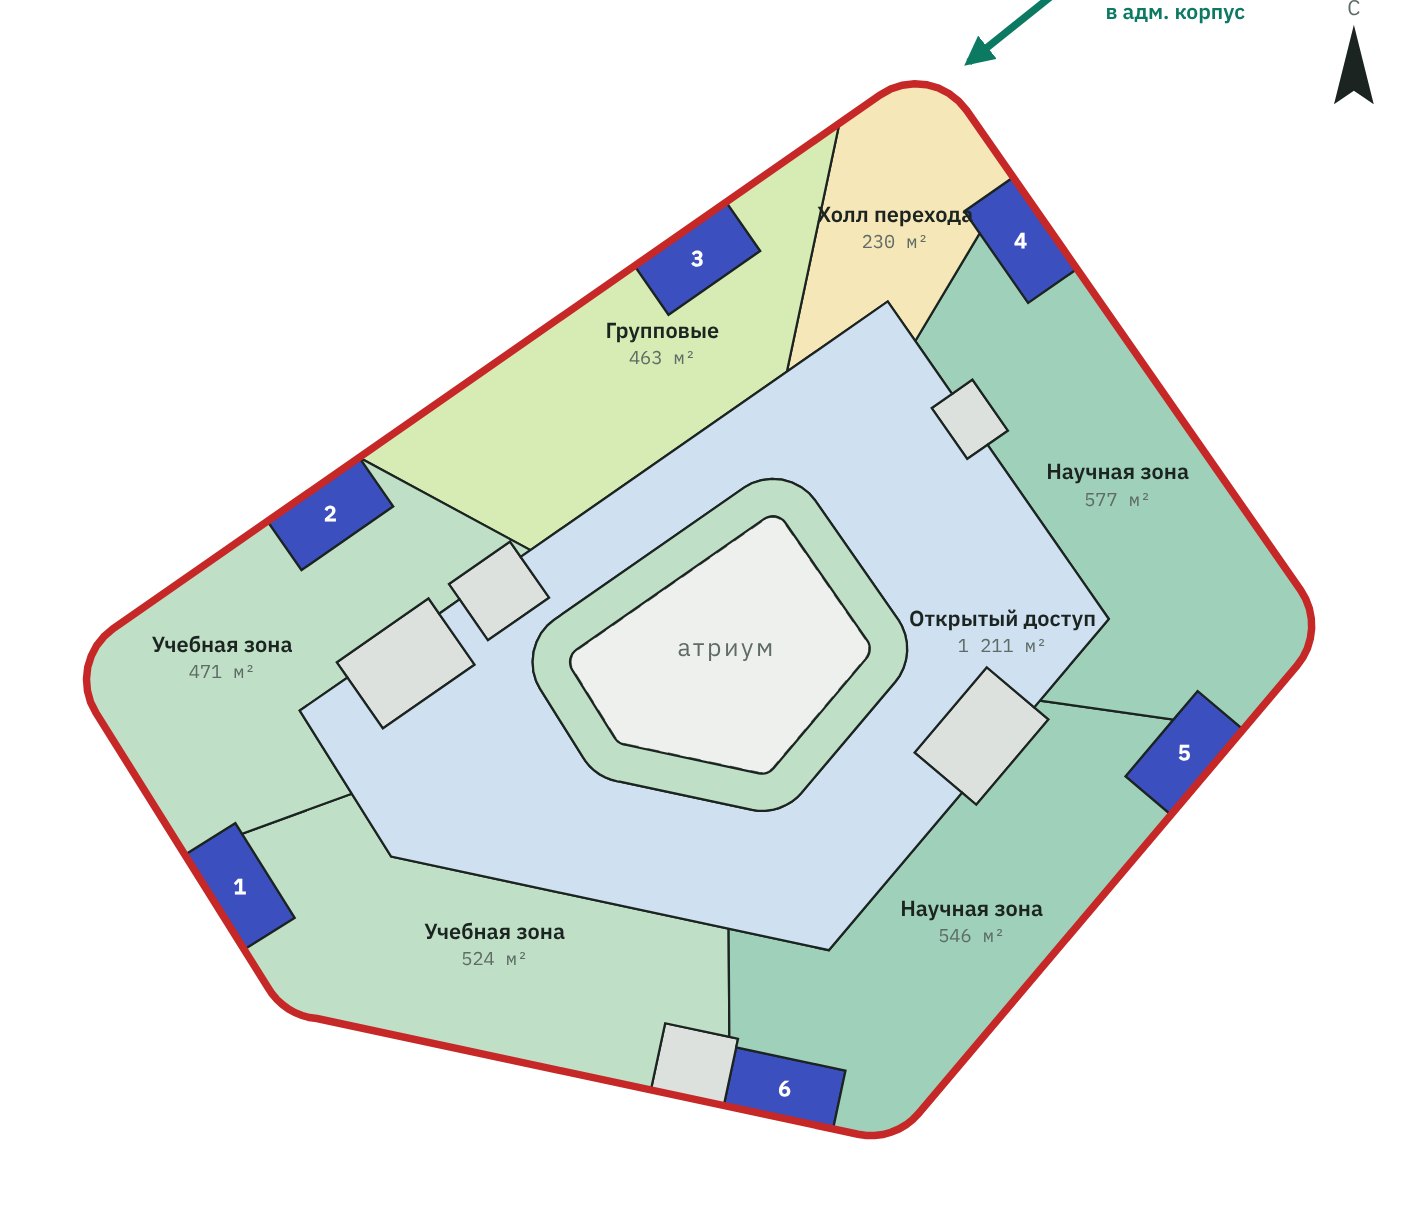 в адм. корпус
С
Холл перехода
230 м²
4
3
Групповые
463 м²
Научная зона
577 м²
2
Открытый доступ
1 211 м²
атриум
Учебная зона
471 м²
5
1
Научная зона
546 м²
Учебная зона
524 м²
6